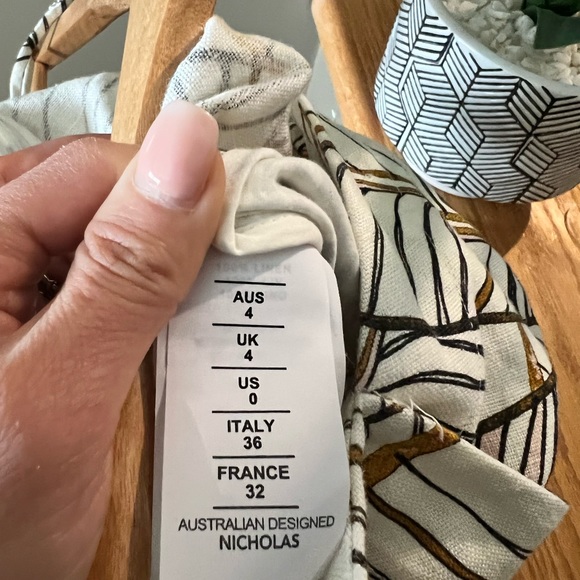 AUS
4
UK
4
US
0
ITALY
36
FRANCE
32
AUSTRALIAN DESIGNED
NICHOLAS